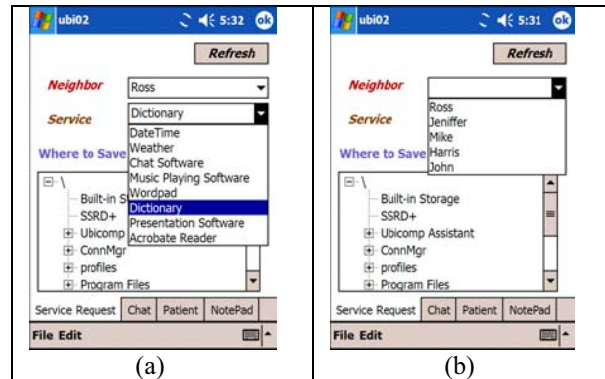 ubi02 5:32 ok
Refresh
Neighbor Ross
Service Dictionary
DateTime
Weather
Where to Save
Chat Software
Music Playing Software
\
Wordpad
Built-in S
Dictionary
SSRD+
Presentation Software
Ubicomp
Acrobate Reader
ConnMgr
profiles
Program Files
Service Request Chat Patient NotePad
File Edit
(a)
ubi02 5:31 ok
Refresh
Neighbor
Ross
Service
Jeniffer
Mike
Where to Save
Harris
John
\
Built-in Storage
SSRD+
Ubicomp Assistant
ConnMgr
profiles
Program Files
Service Request Chat Patient NotePad
File Edit
(b)